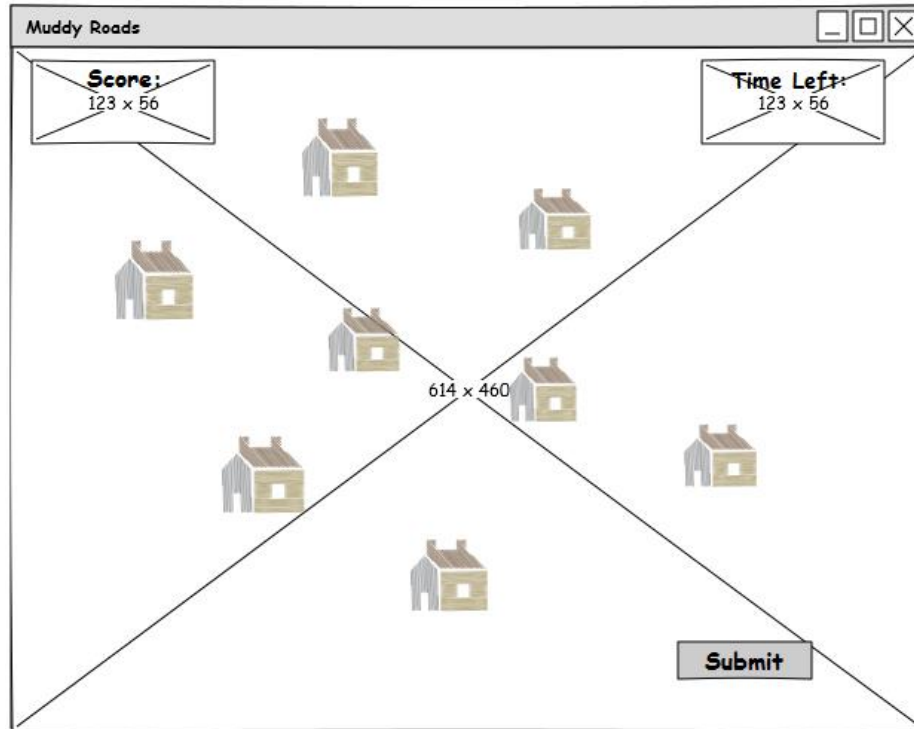 Muddy Roads
Score:
123 x 56
Time Left:
123 x 56
614 x 460
Submit